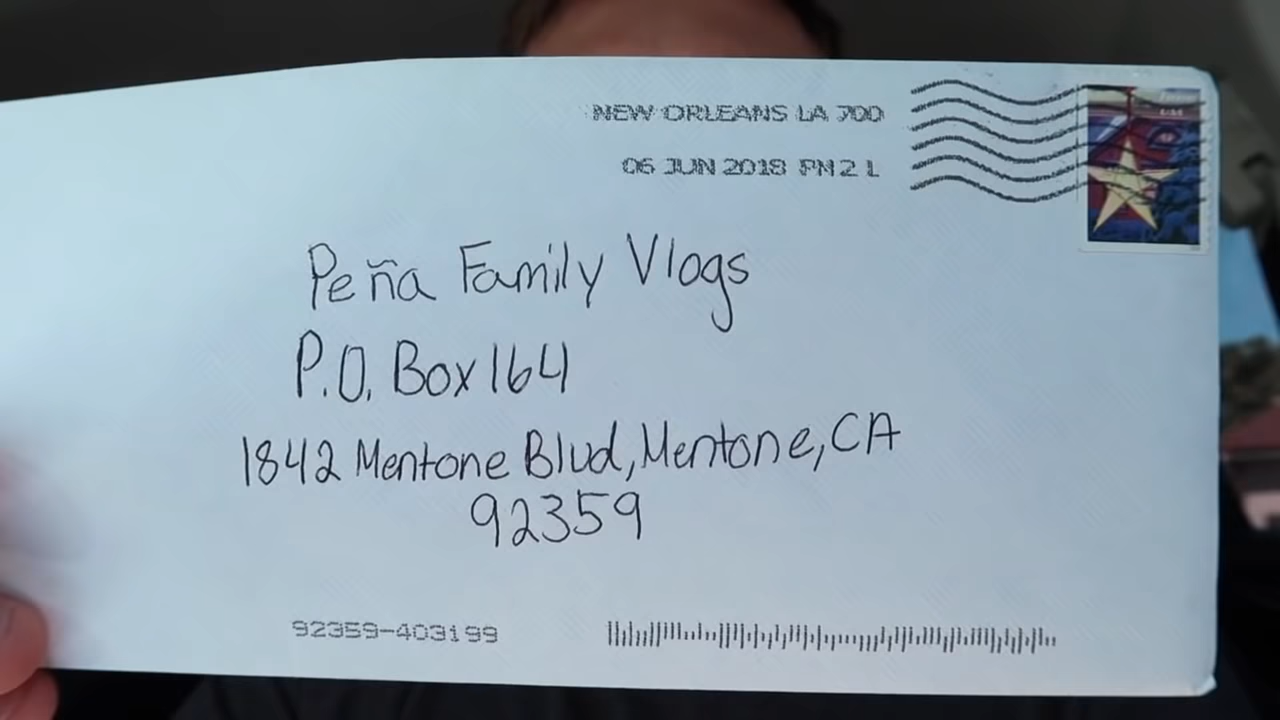 NEW ORLEANS LA 700
06 JUN 2018 PM 2 L
Peña Family Vlogs
P.O. Box 164
1842 Mentone Blvd, Mentone, CA
92359
92359-403199